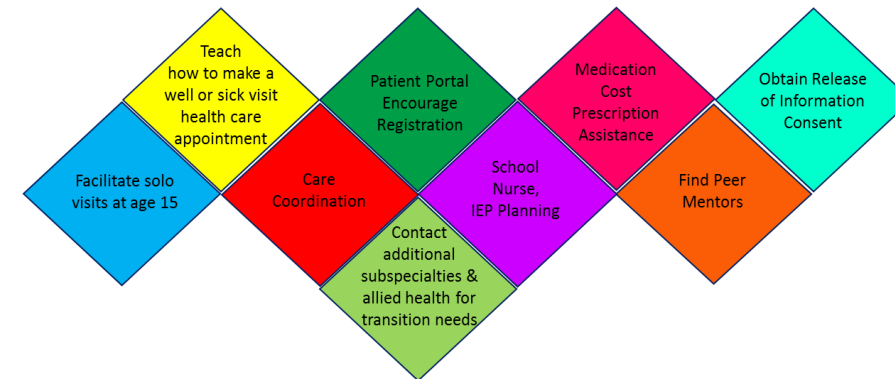 Teach
how to make a
well or sick visit
health care
appointment
Patient Portal
Encourage
Registration
Medication
Cost
Prescription
Assistance
Obtain Release
of Information
Consent
Facilitate solo
visits at age 15
Care
Coordination
School
Nurse,
IEP Planning
Find Peer
Mentors
Contact
additional
subspecialties &
allied health for
transition needs